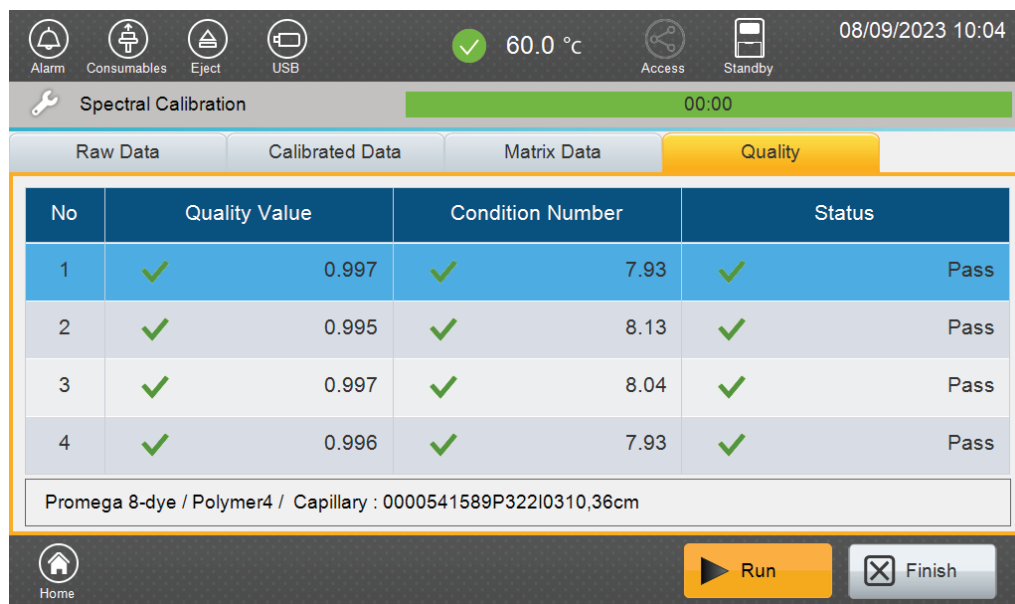 08/09/2023 10:04
60.0 °c
Alarm Consumables Eject USB Access Standby
Spectral Calibration 00:00
Raw Data Calibrated Data Matrix Data Quality
No Quality Value Condition Number Status
1 0.997 7.93 Pass
2 0.995 8.13 Pass
3 0.997 8.04 Pass
4 0.996 7.93 Pass
Promega 8-dye / Polymer4 / Capillary : 0000541589P322I0310,36cm
Run Finish
Home